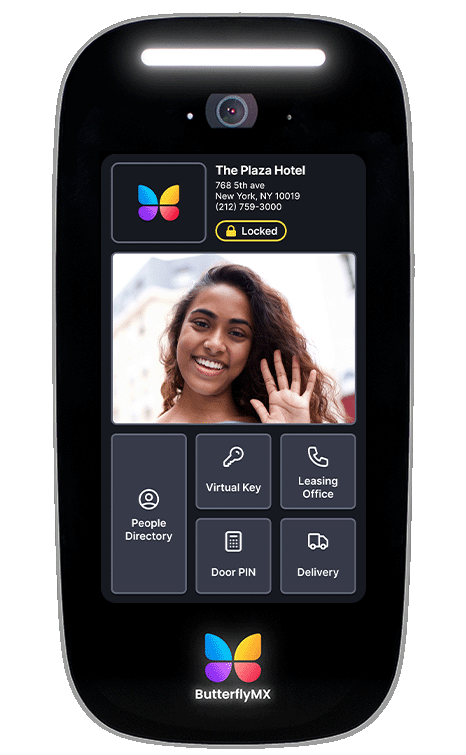 The Plaza Hotel
768 5th ave
New York, NY 10019
(212) 759-3000
Locked
People
Directory
Virtual Key
Leasing
Office
Door PIN
Delivery
ButterflyMX